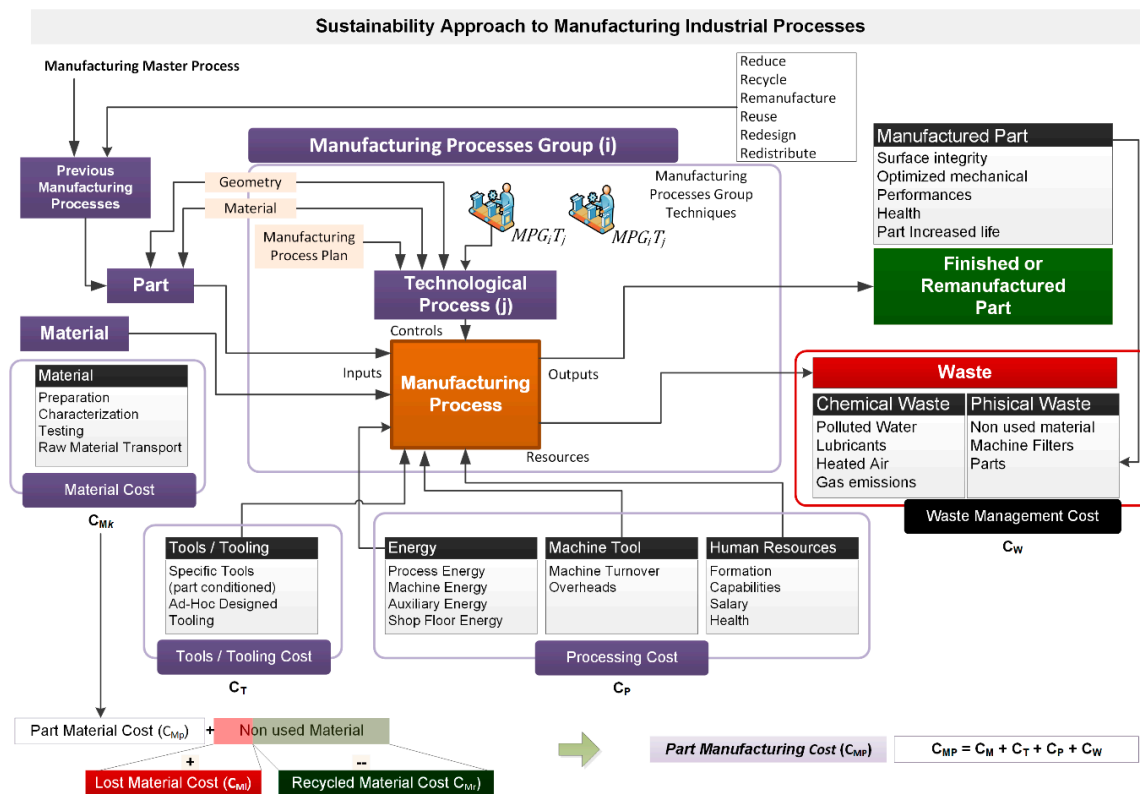 Sustainability Approach to Manufacturing Industrial Processes
Manufacturing Master Process
Reduce
Recycle
Remanufacture
Reuse
Redesign
Redistribute
Manufacturing Processes Group (i)
Previous
Manufacturing
Processes
Geometry
Material
Manufacturing
Process Plan
MPGiTj
MPGiTj
Manufacturing
Processes Group
Techniques
Manufactured Part
Surface integrity
Optimized mechanical
Performances
Health
Part Increased life
Part
Technological
Process (j)
Finished or
Remanufactured
Part
Material
Controls
Inputs
Manufacturing
Process
Outputs
Resources
Material
Preparation
Characterization
Testing
Raw Material Transport
Material Cost
CMk
Waste
Chemical Waste
Polluted Water
Lubricants
Heated Air
Gas emissions
Phisical Waste
Non used material
Machine Filters
Parts
Waste Management Cost
CW
Tools / Tooling
Specific Tools
(part conditioned)
Ad-Hoc Designed
Tooling
Tools / Tooling Cost
CT
Energy
Process Energy
Machine Energy
Auxiliary Energy
Shop Floor Energy
Machine Tool
Machine Turnover
Overheads
Human Resources
Formation
Capabilities
Salary
Health
Processing Cost
CP
Part Material Cost (CMp)
+
Non used Material
+
--
Lost Material Cost (CMl)
Recycled Material Cost CMr)
Part Manufacturing Cost (CMP)
CMP = CM + CT + CP + CW